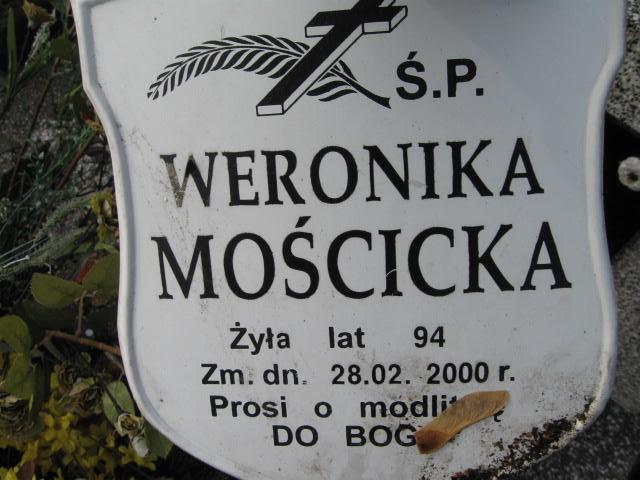 Ś.P.
WERONIKA
MOŚCICKA
Żyła lat 94
Zm. dn. 28.02. 2000 r.
Prosi o
DO